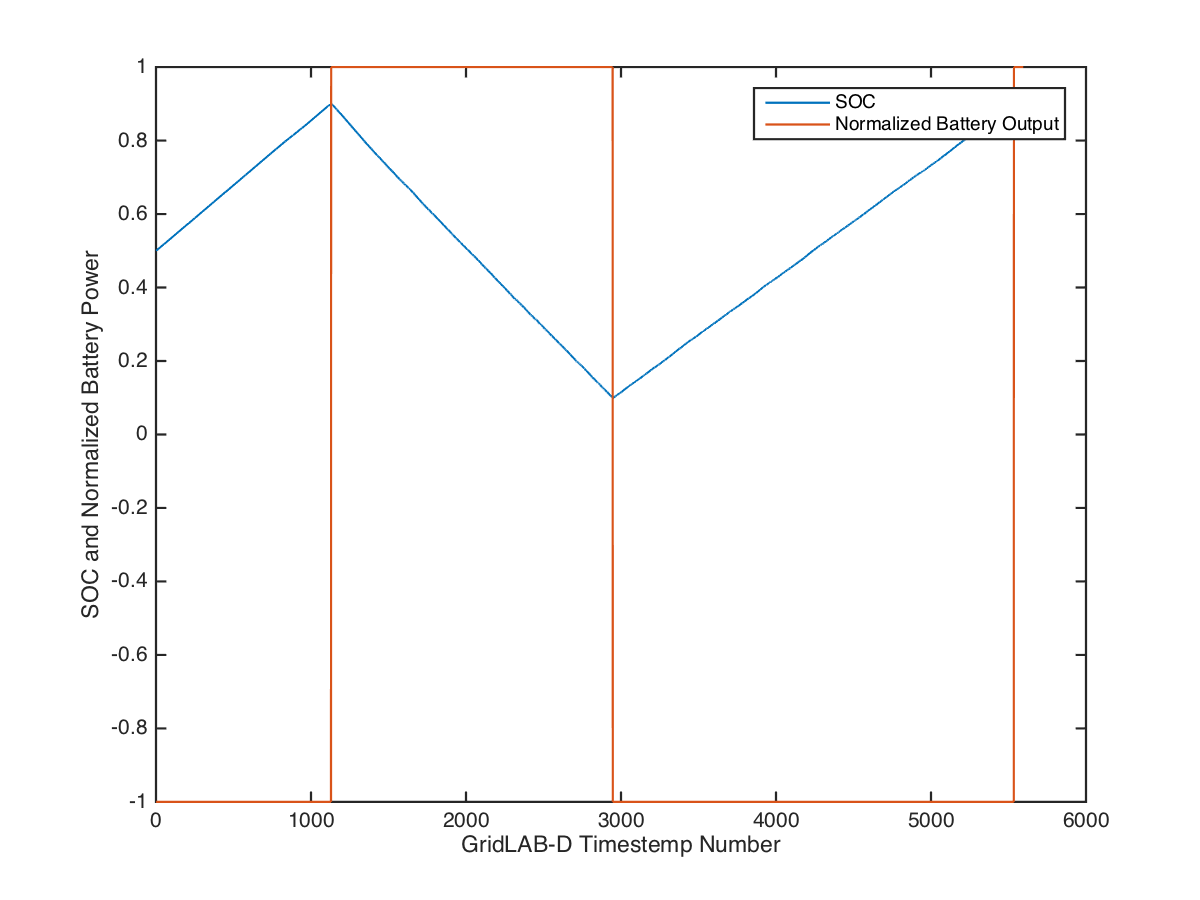 1
0.8
0.6
0.4
0.2
0
-0.2
-0.4
-0.6
-0.8
-1
SOC and Normalized Battery Power
SOC
Normalized Battery Output
0 1000 2000 3000 4000 5000 6000
GridLAB-D Timestemp Number